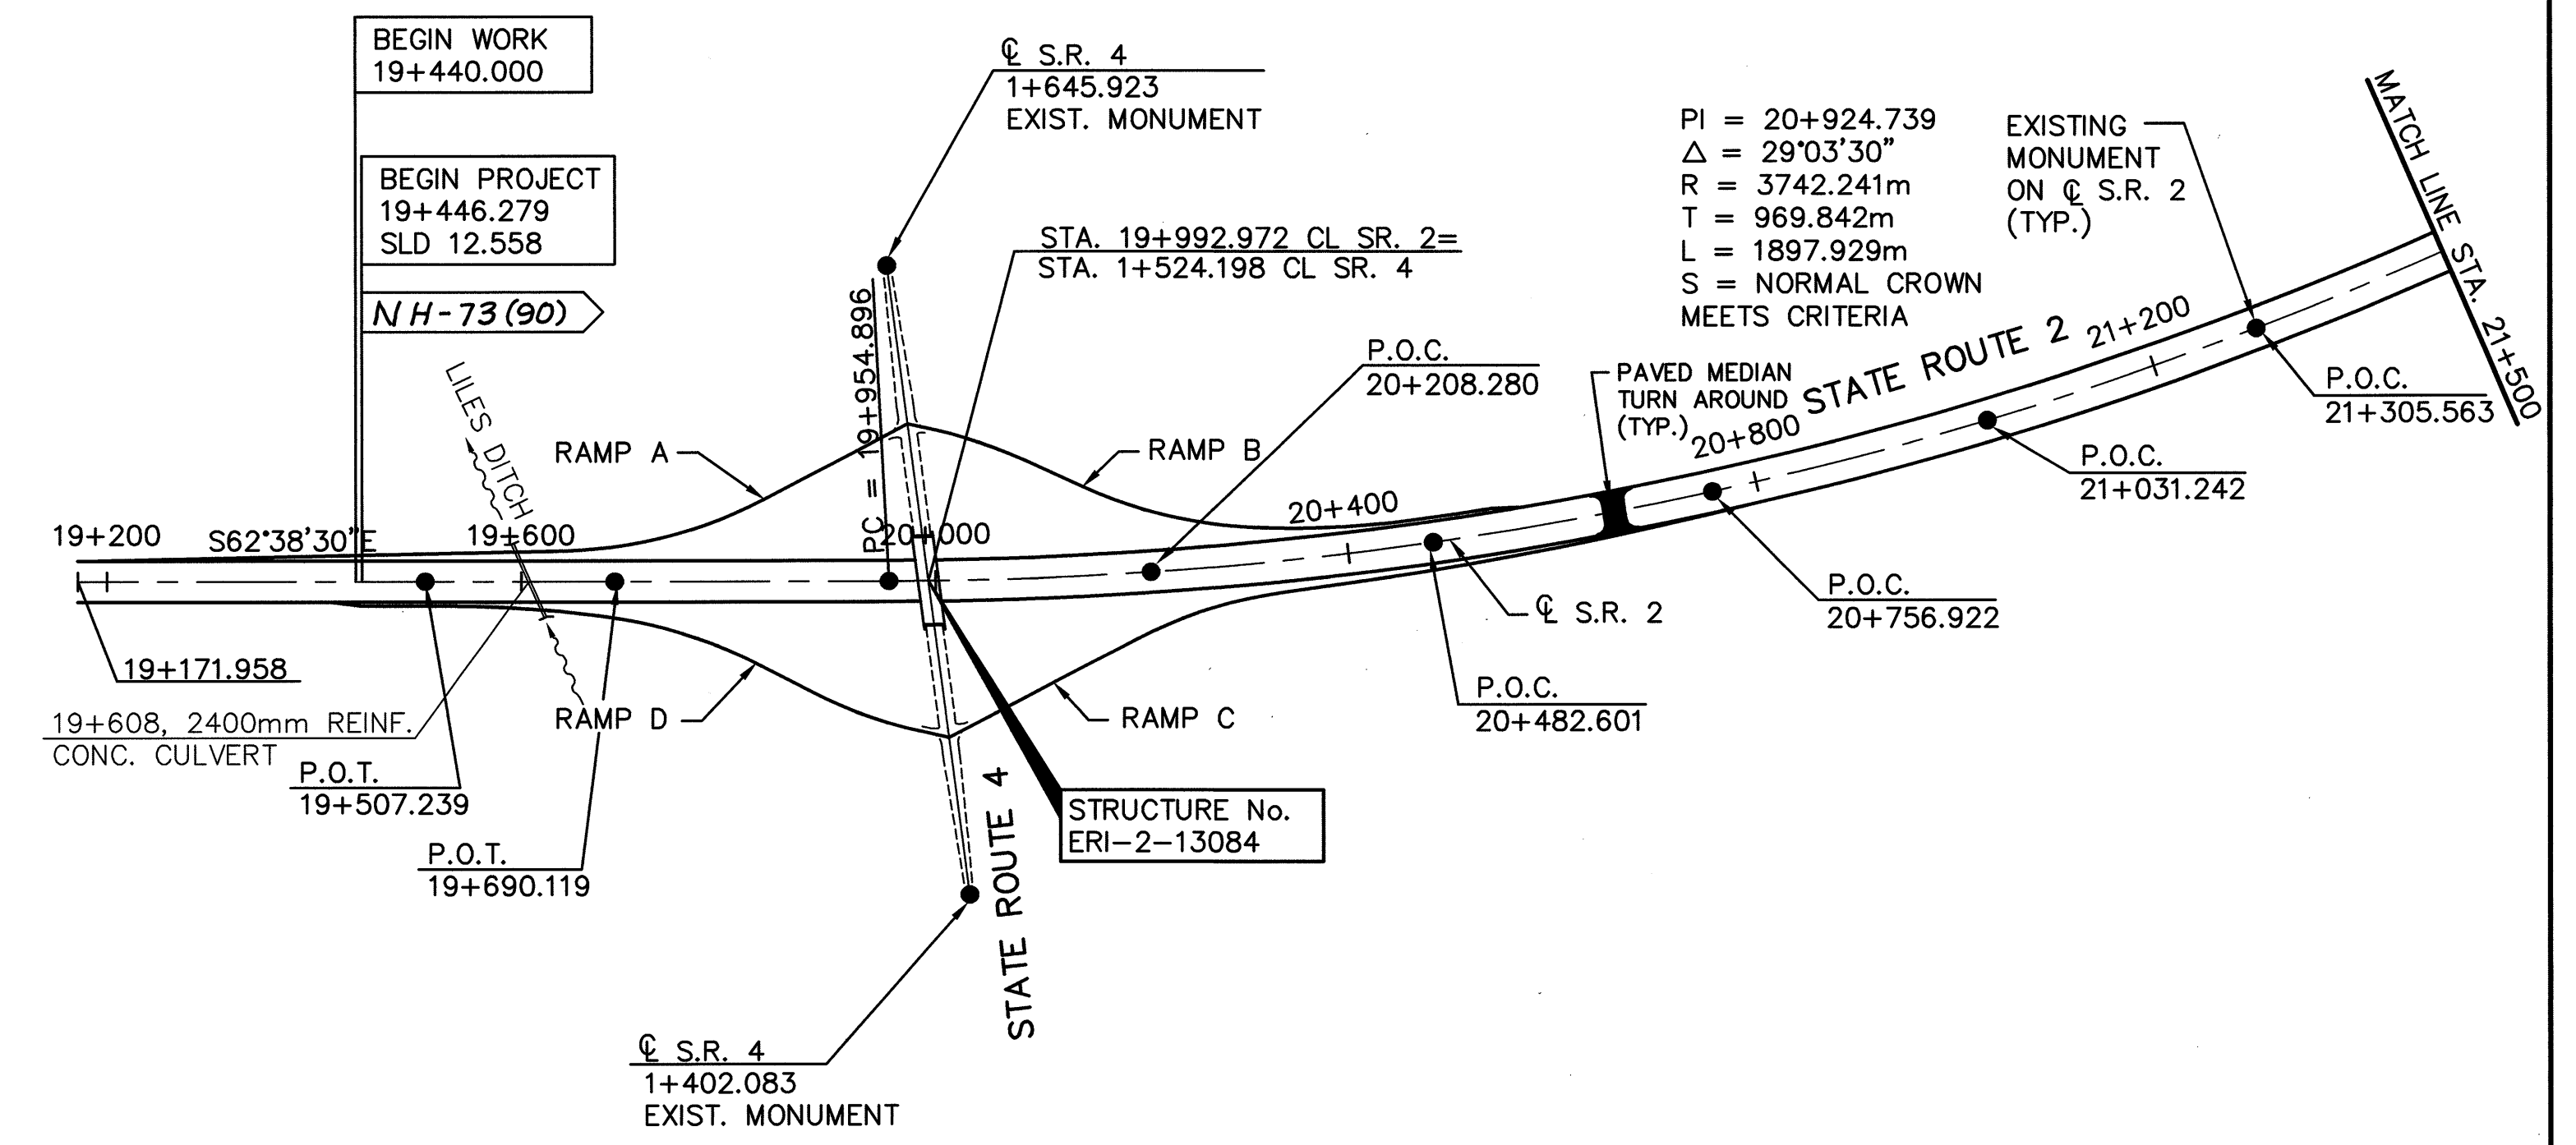 BEGIN WORK
19+440.000
BEGIN PROJECT
19+446.279
SLD 12.558
NH-73(90)
℄ S.R. 4
1+645.923
EXIST. MONUMENT
STA. 19+992.972 CL SR. 2=
STA. 1+524.198 CL SR. 4
PI = 20+924.739
△ = 29°03'30"
R = 3742.241m
T = 969.842m
L = 1897.929m
S = NORMAL CROWN
MEETS CRITERIA
EXISTING
MONUMENT
ON ℄ S.R. 2
(TYP.)
MATCH LINE STA. 21+500
LILES DITCH
PC = 19+954.896
P.O.C.
20+208.280
PAVED MEDIAN
TURN AROUND
(TYP.)
STATE ROUTE 2
21+200
20+800
P.O.C.
21+305.563
RAMP A
RAMP B
P.O.C.
21+031.242
19+200
S62°38'30"E
19+600
20+000
20+400
P.O.C.
20+756.922
℄ S.R. 2
19+171.958
19+608, 2400mm REINF.
CONC. CULVERT
RAMP D
RAMP C
P.O.C.
20+482.601
P.O.T.
19+507.239
P.O.T.
19+690.119
STATE ROUTE 4
STRUCTURE No.
ERI-2-13084
℄ S.R. 4
1+402.083
EXIST. MONUMENT